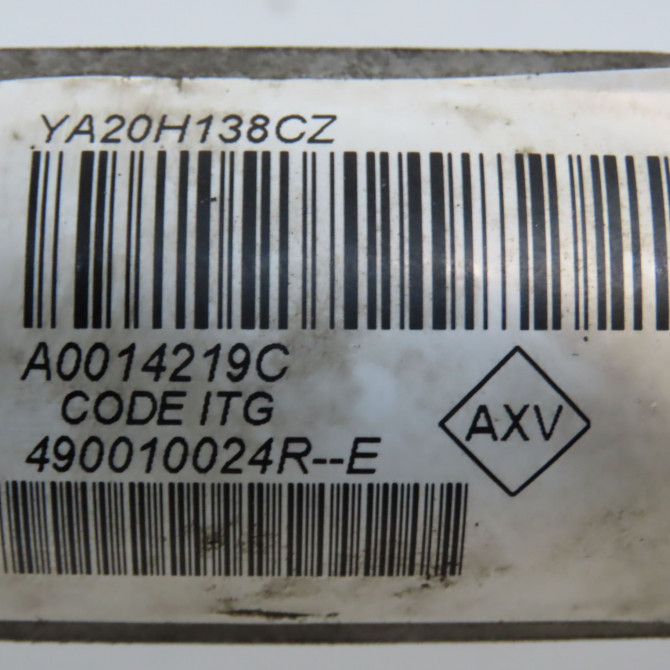 YA20H138CZ
A0014219C
CODE ITG
490010024R--E
AXV